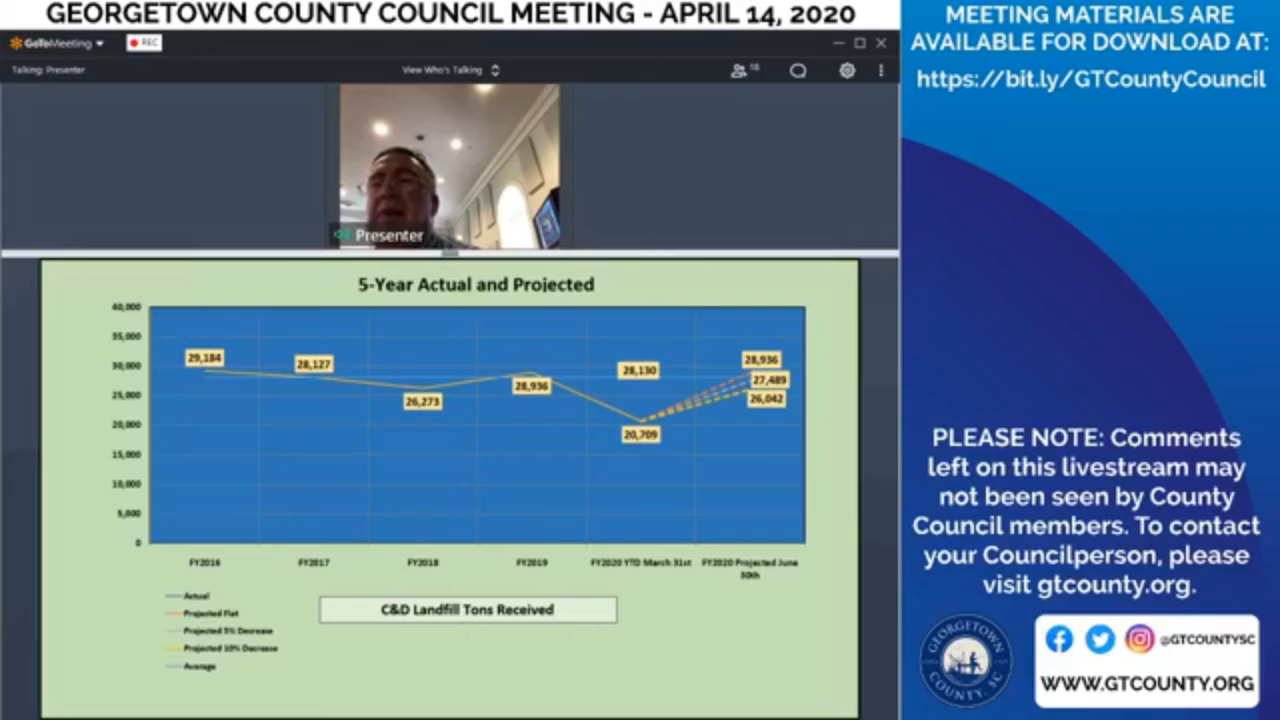 GEORGETOWN COUNTY COUNCIL MEETING - APRIL 14, 2020
GoToMeeting
REC
Talking: Presenter
View Who's Talking
18
Presenter
5-Year Actual and Projected
40,000
35,000
30,000
25,000
20,000
15,000
10,000
5,000
0
29,184
28,127
26,273
28,936
28,130
20,709
28,936
27,489
26,042
FY2016
FY2017
FY2018
FY2019
FY2020 YTD March 31st
FY2020 Projected June
30th
Actual
Projected Flat
Projected 5% Decrease
Projected 10% Decrease
Average
C&D Landfill Tons Received
MEETING MATERIALS ARE
AVAILABLE FOR DOWNLOAD AT:
https://bit.ly/GTCountyCouncil
PLEASE NOTE: Comments
left on this livestream may
not been seen by County
Council members. To contact
your Councilperson, please
visit gtcounty.org.
GEORGETOWN
COUNTY, SC
@GTCOUNTYSC
WWW.GTCOUNTY.ORG